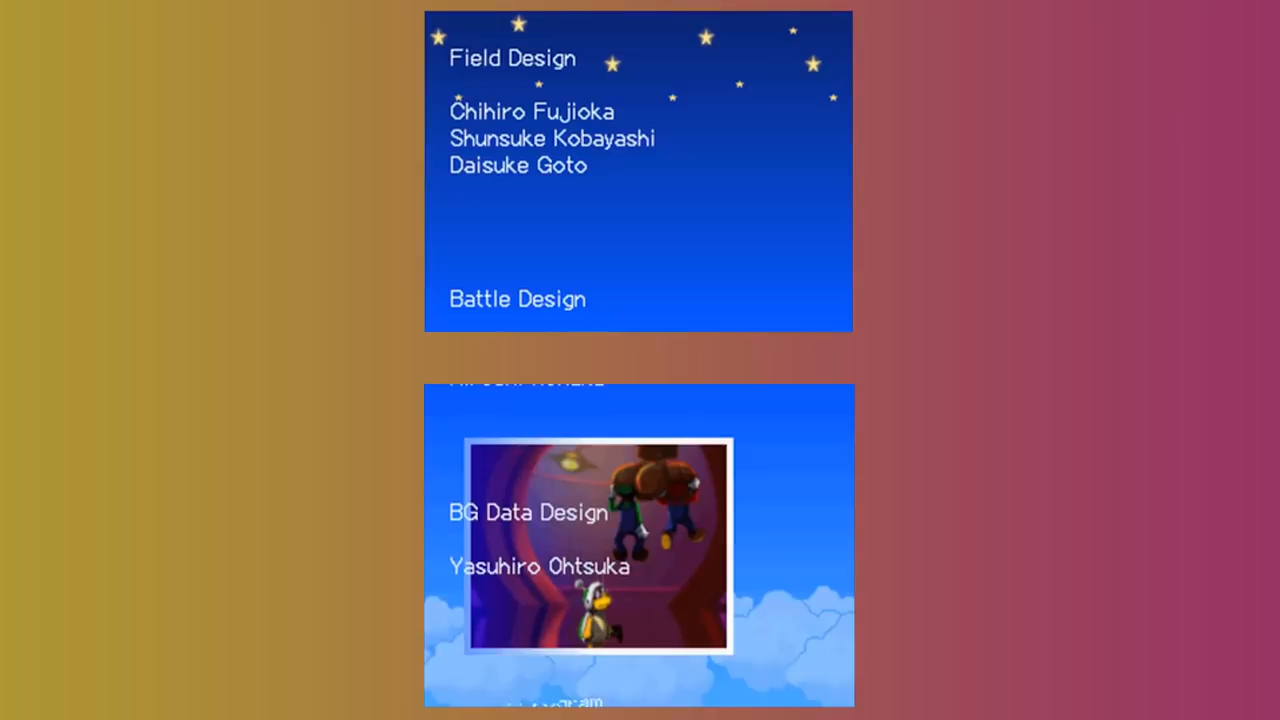 Field Design
Chihiro Fujioka
Shunsuke Kobayashi
Daisuke Goto
Battle Design
BG Data Design
Yasuhiro Ohtsuka